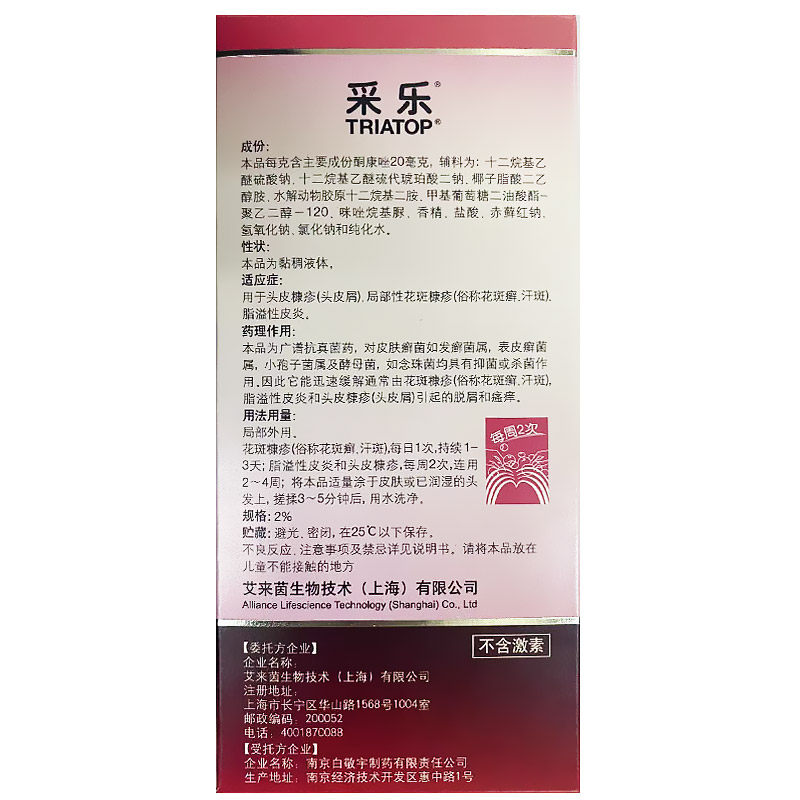 采乐®
TRIATOP®
成份:
本品每克含主要成份酮康唑20毫克，辅料为: 十二烷基乙
醚硫酸钠、十二烷基乙醚硫代琥珀酸二钠、椰子脂酸二乙
醇胺、水解动物胶原十二烷基二胺、甲基葡萄糖二油酸酯-
聚乙二醇-120、咪唑烷基脲、香精、盐酸、赤藓红钠、
氢氧化钠、氯化钠和纯化水。
性状:
本品为黏稠液体。
适应症:
用于头皮糠疹(头皮屑)、局部性花斑糠疹(俗称花斑癣、汗斑)、
脂溢性皮炎。
药理作用:
本品为广谱抗真菌药，对皮肤癣菌如发癣菌属，表皮癣菌
属，小孢子菌属及酵母菌，如念珠菌均具有抑菌或杀菌作
用。因此它能迅速缓解通常由花斑糠疹(俗称花斑癣、汗斑)、
脂溢性皮炎和头皮糠疹(头皮屑)引起的脱屑和瘙痒。
用法用量:
局部外用。
花斑糠疹(俗称花斑癣、汗斑),每日1次,持续1-
3天; 脂溢性皮炎和头皮糠疹,每周2次,连用
2~4周; 将本品适量涂于皮肤或已润湿的头
发上, 搓揉3~5分钟后, 用水洗净。
每周2次
规格: 2%
贮藏: 避光、密闭, 在25℃以下保存。
不良反应、注意事项及禁忌详见说明书。请将本品放在
儿童不能接触的地方
艾来茵生物技术（上海）有限公司
Alliance Lifescience Technology (Shanghai) Co., Ltd
不含激素
【委托方企业】
企业名称:
艾来茵生物技术（上海）有限公司
注册地址:
上海市长宁区华山路1568号1004室
邮政编码: 200052
电话: 4001870088
【受托方企业】
企业名称: 南京白敬宇制药有限责任公司
生产地址: 南京经济技术开发区惠中路1号